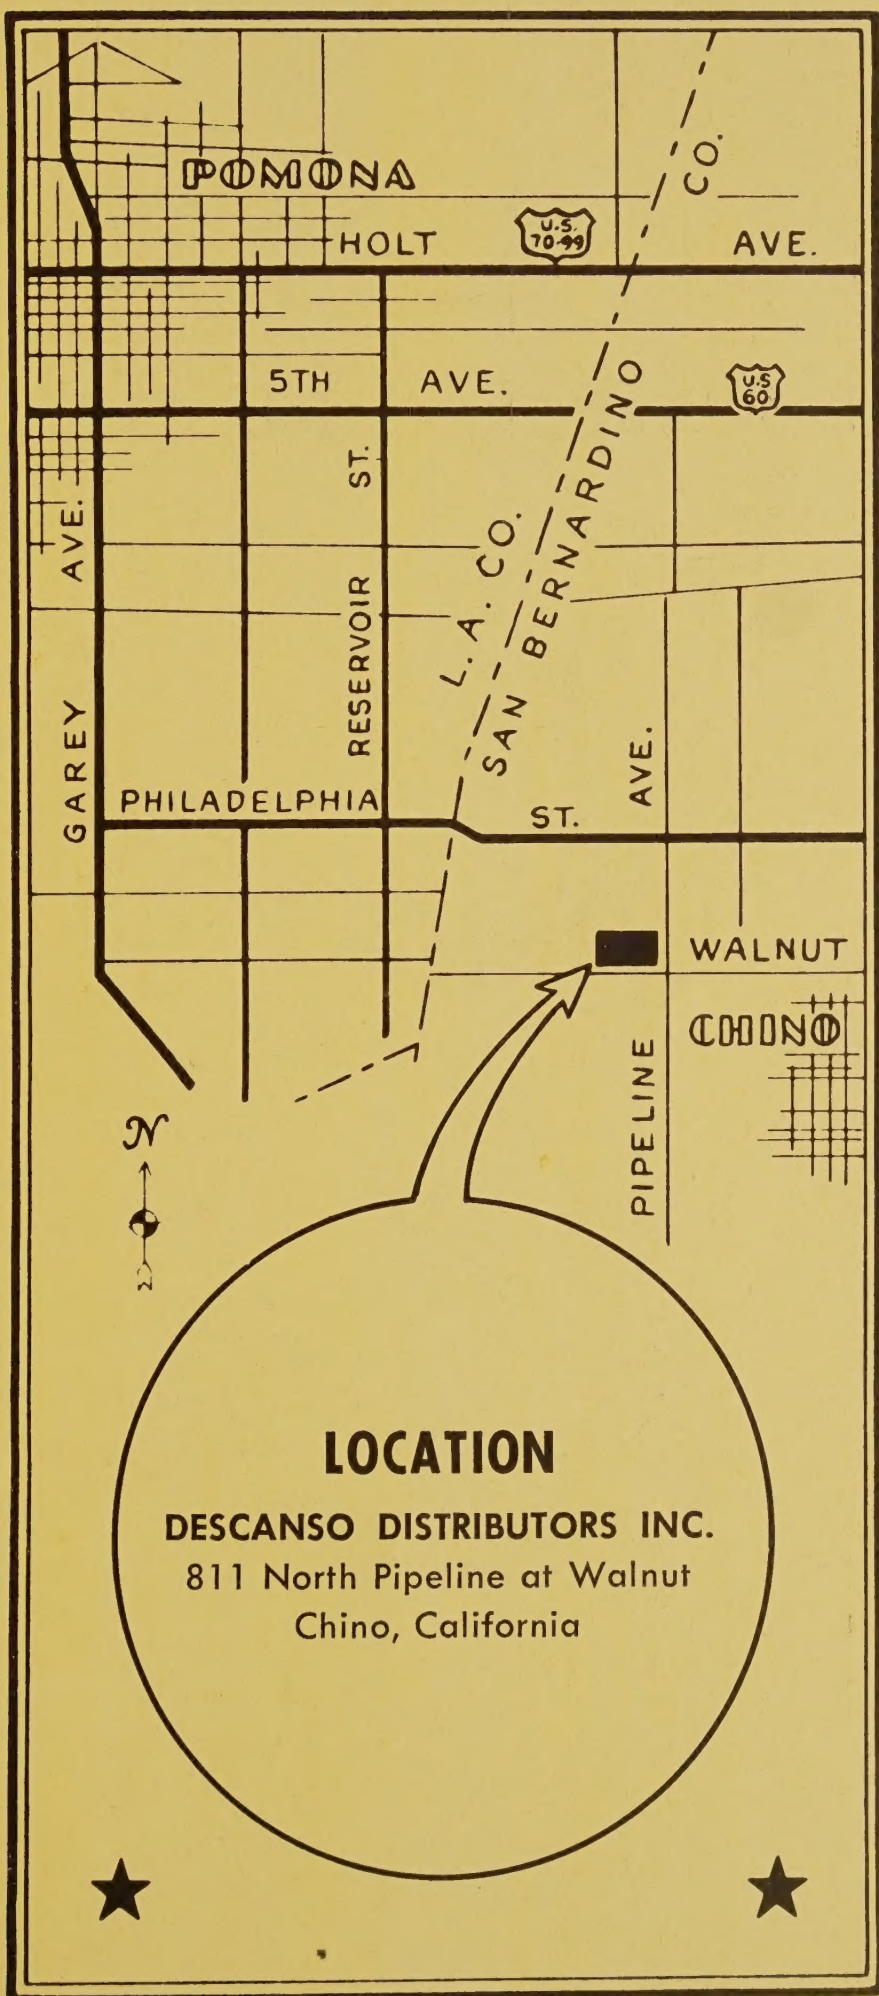 POMONA
CO.
HOLT
U.S.
70-99
AVE.
5TH AVE.
U.S
60
GAREY AVE.
RESERVOIR ST.
L. A. CO.
SAN BERNARDINO
PHILADELPHIA ST.
PIPELINE AVE.
WALNUT
CHINO
N
LOCATION
DESCANSO DISTRIBUTORS INC.
811 North Pipeline at Walnut
Chino, California